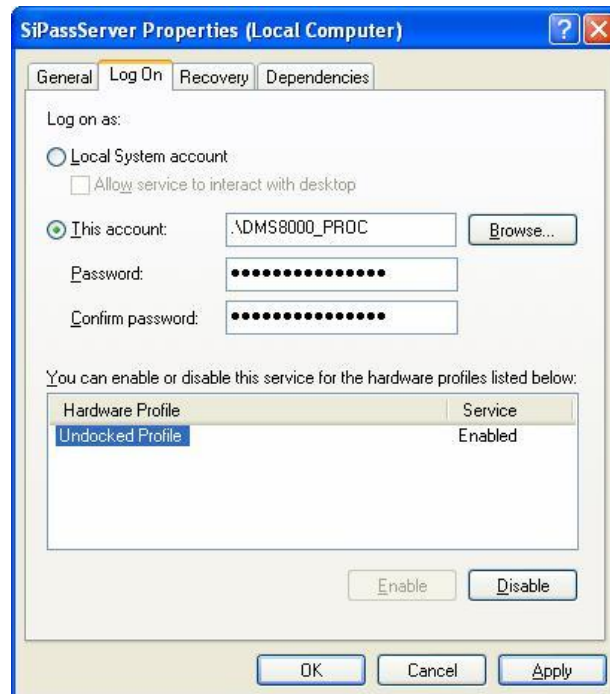 SiPassServer Properties (Local Computer)
General Log On Recovery Dependencies
Log on as:
Local System account
Allow service to interact with desktop
This account: .\DMS8000_PROC Browse...
Password: •••••••••••••••
Confirm password: •••••••••••••••
You can enable or disable this service for the hardware profiles listed below:
Hardware Profile Service
Undocked Profile Enabled
Enable Disable
OK Cancel Apply